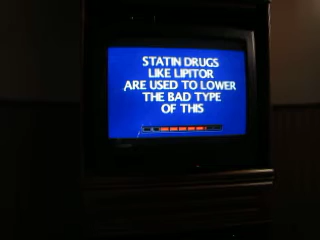 STATIN DRUGS
LIKE LIPITOR
ARE USED TO LOWER
THE BAD TYPE
OF THIS